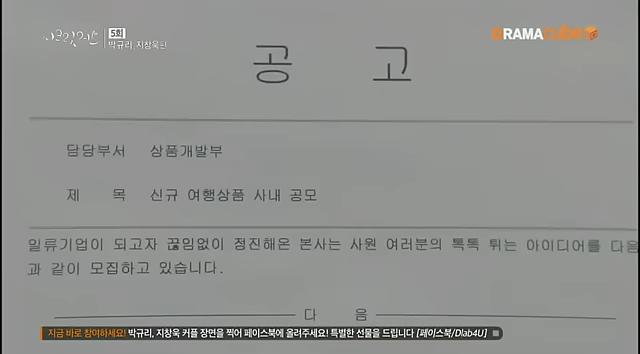 시크릿러브
5회
박규리, 지창욱편
DRAMACUBE
공 고
담당부서 상품개발부
제 목 신규 여행상품 사내 공모
일류기업이 되고자 끊임없이 정진해온 본사는 사원 여러분의 톡톡 튀는 아이디어를 다음
과 같이 모집하고 있습니다.
다 음
지금 바로 참여하세요! 박규리, 지창욱 커플 장면을 찍어 페이스북에 올려주세요! 특별한 선물을 드립니다 [페이스북/Dlab4U]